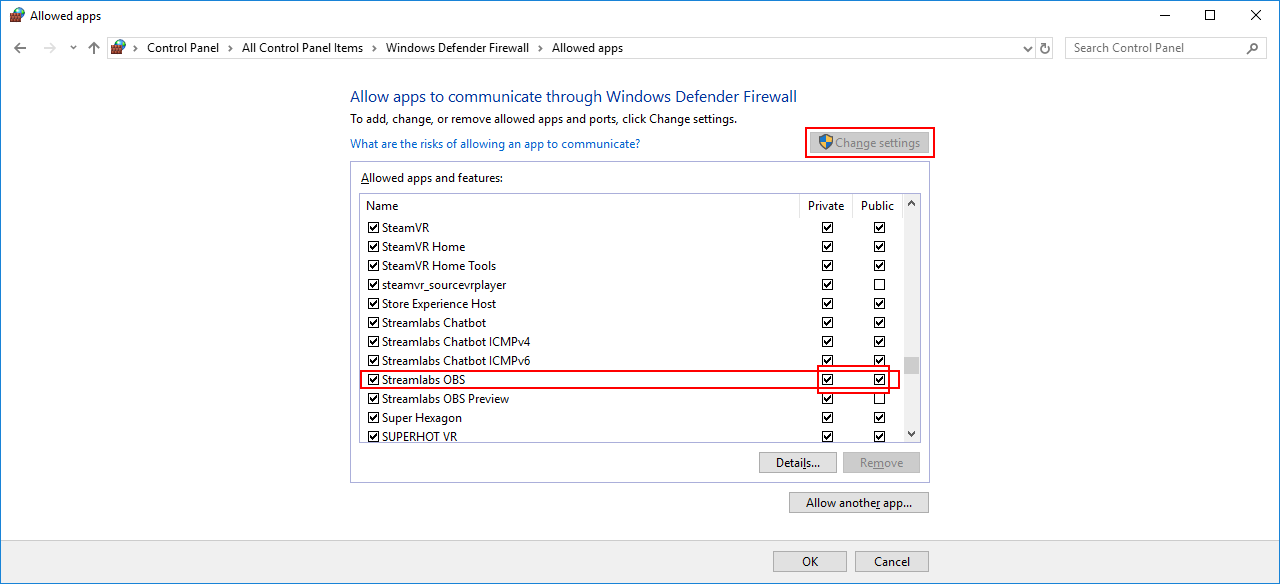 Allowed apps
Control Panel > All Control Panel Items > Windows Defender Firewall > Allowed apps
Search Control Panel
Allow apps to communicate through Windows Defender Firewall
To add, change, or remove allowed apps and ports, click Change settings.
What are the risks of allowing an app to communicate?
Change settings
Allowed apps and features:
Name Private Public
SteamVR
SteamVR Home
SteamVR Home Tools
steamvr_sourcevrplayer
Store Experience Host
Streamlabs Chatbot
Streamlabs Chatbot ICMPv4
Streamlabs Chatbot ICMPv6
Streamlabs OBS
Streamlabs OBS Preview
Super Hexagon
SUPERHOT VR
Details... Remove
Allow another app...
OK Cancel